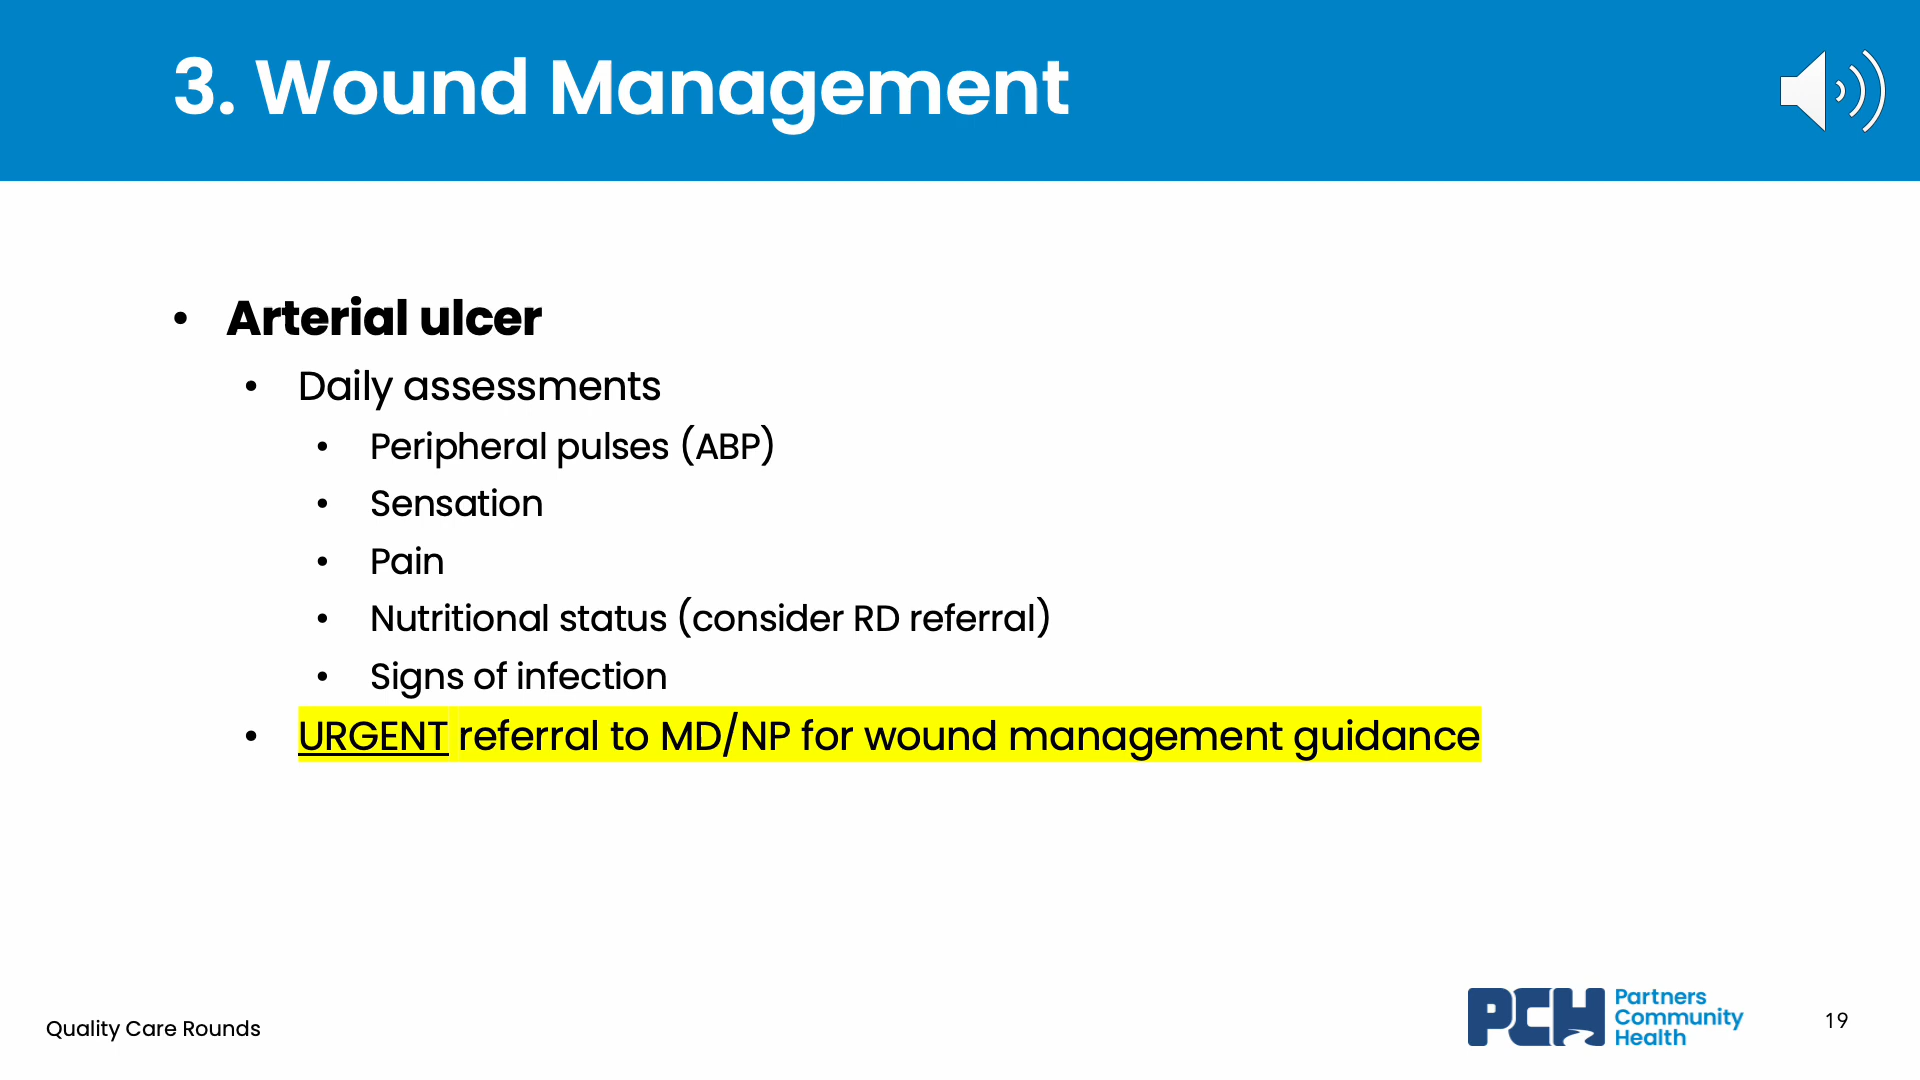 3. Wound Management
• Arterial ulcer
• Daily assessments
• Peripheral pulses (ABP)
• Sensation
• Pain
• Nutritional status (consider RD referral)
• Signs of infection
• URGENT referral to MD/NP for wound management guidance
Quality Care Rounds
PCH
Partners
Community
Health
19